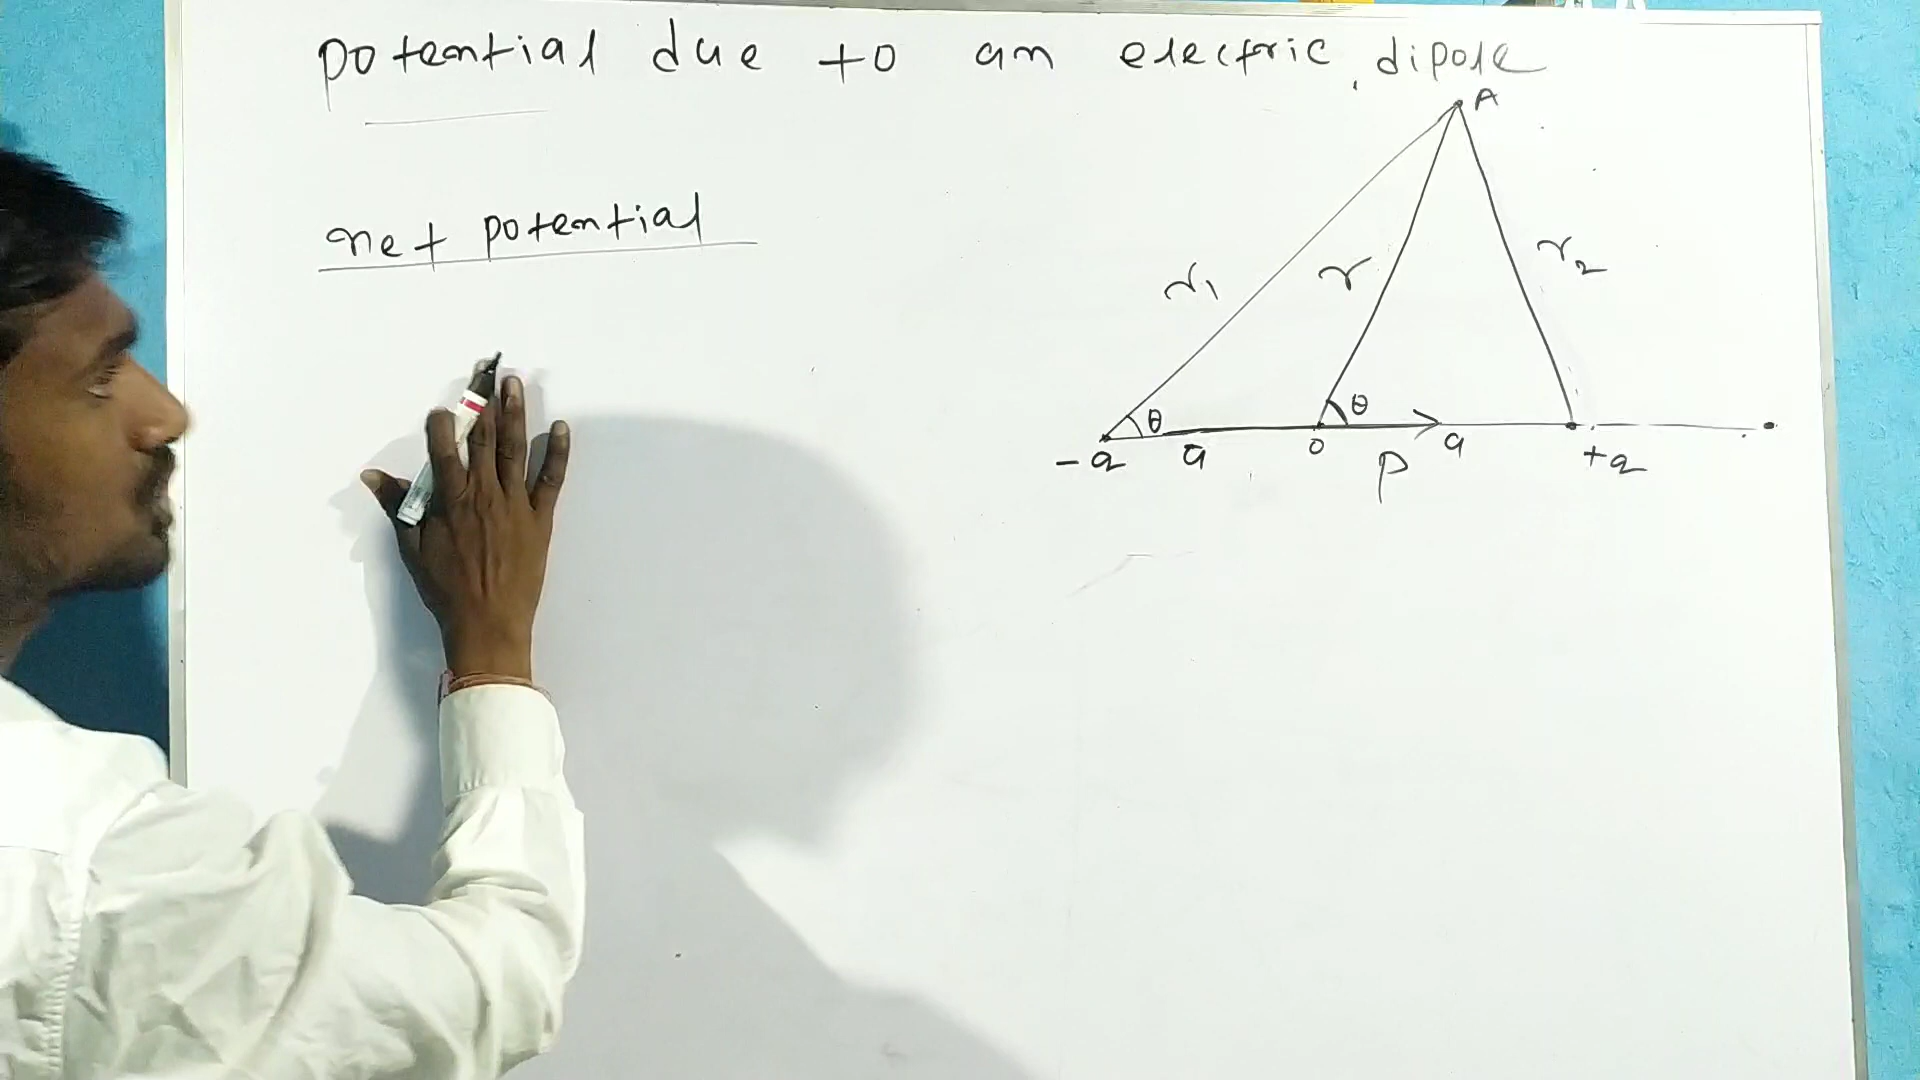 potential due to an electric dipole
A
net potential
r₁ r r₂
θ θ
-q a o p a +q